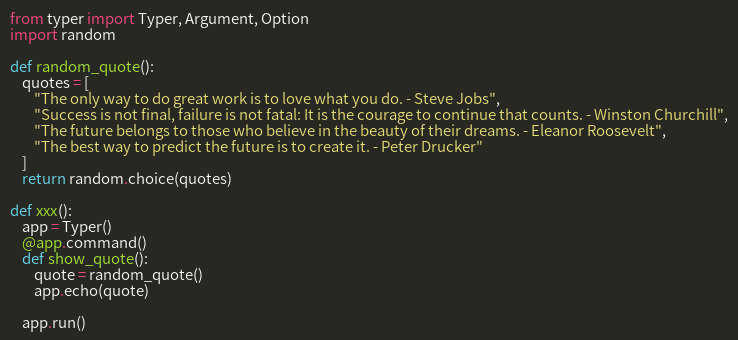 from typer import Typer, Argument, Option
import random

def random_quote():
    quotes = [
        "The only way to do great work is to love what you do. - Steve Jobs",
        "Success is not final, failure is not fatal: It is the courage to continue that counts. - Winston Churchill",
        "The future belongs to those who believe in the beauty of their dreams. - Eleanor Roosevelt",
        "The best way to predict the future is to create it. - Peter Drucker"
    ]
    return random.choice(quotes)

def xxx():
    app = Typer()
    @app.command()
    def show_quote():
        quote = random_quote()
        app.echo(quote)

    app.run()